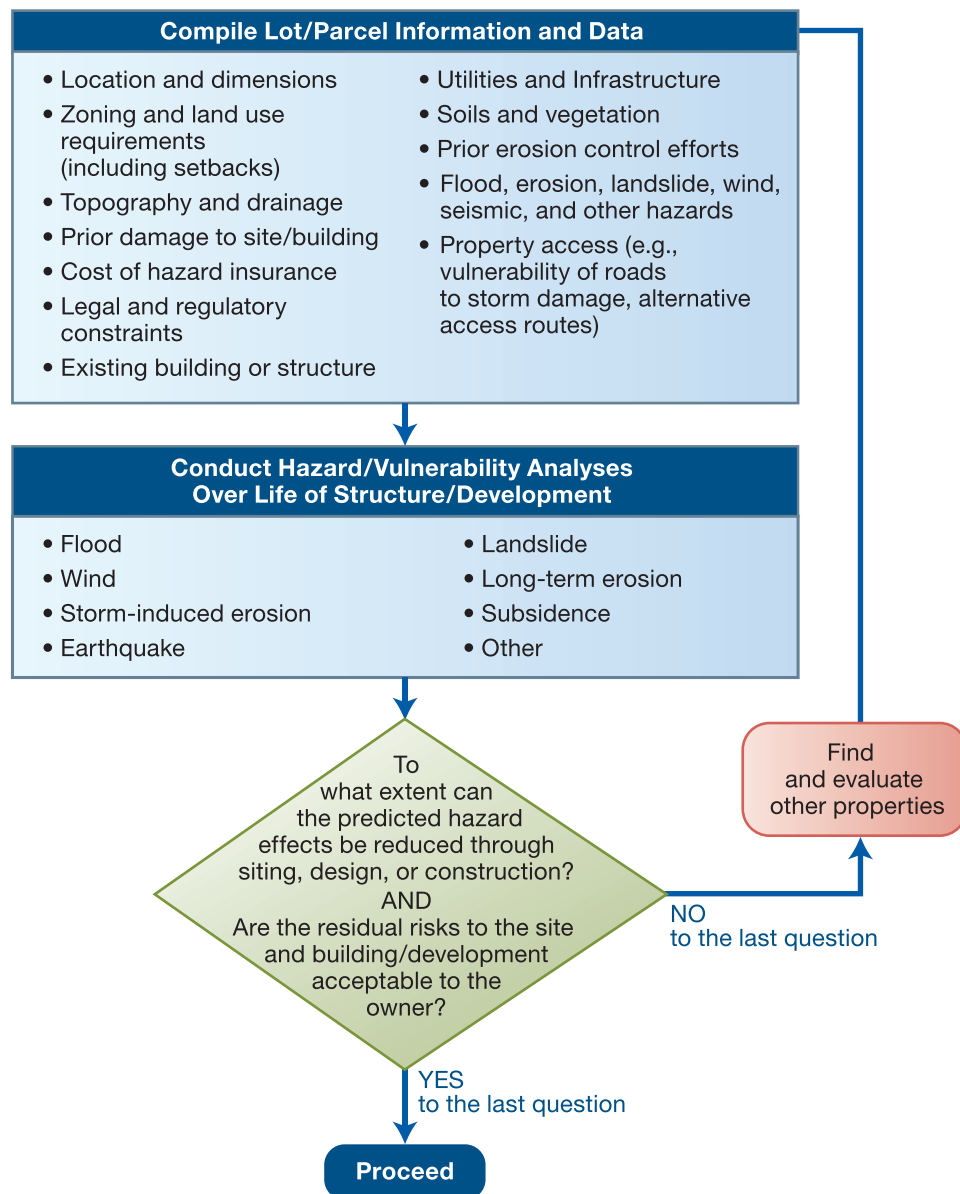 Compile Lot/Parcel Information and Data
• Location and dimensions
• Zoning and land use
requirements
(including setbacks)
• Topography and drainage
• Prior damage to site/building
• Cost of hazard insurance
• Legal and regulatory
constraints
• Existing building or structure
• Utilities and Infrastructure
• Soils and vegetation
• Prior erosion control efforts
• Flood, erosion, landslide, wind,
seismic, and other hazards
• Property access (e.g.,
vulnerability of roads
to storm damage, alternative
access routes)
Conduct Hazard/Vulnerability Analyses
Over Life of Structure/Development
• Flood
• Wind
• Storm-induced erosion
• Earthquake
• Landslide
• Long-term erosion
• Subsidence
• Other
To
what extent can
the predicted hazard
effects be reduced through
siting, design, or construction?
AND
Are the residual risks to the site
and building/development
acceptable to the
owner?
NO
to the last question
Find
and evaluate
other properties
YES
to the last question
Proceed